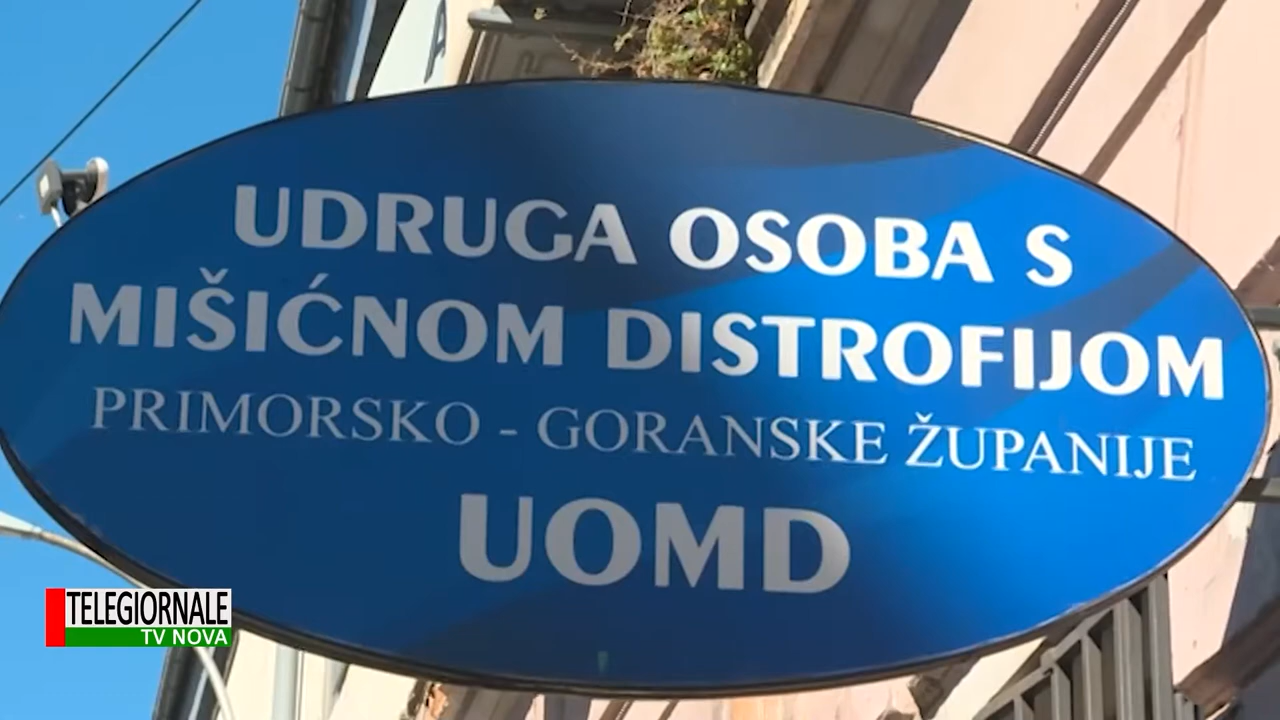 UDRUGA OSOBA S
MIŠIĆNOM DISTROFIJOM
PRIMORSKO - GORANSKE ŽUPANIJE
UOMD
TELEGIORNALE
TV NOVA